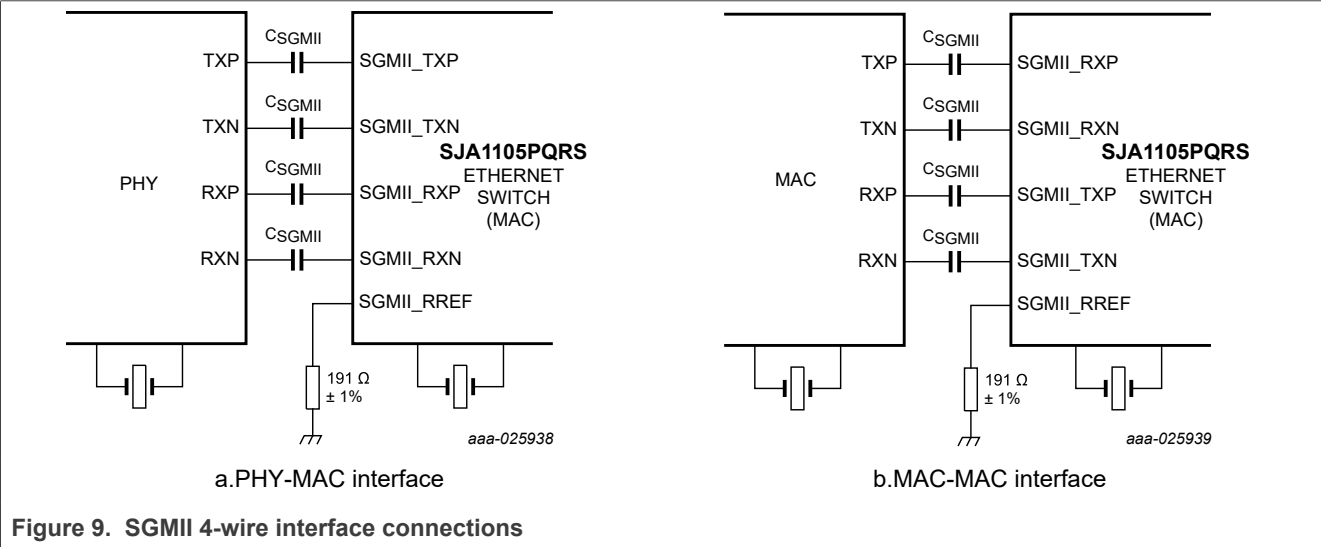 CSGMII
TXP
SGMII_TXP
CSGMII
TXN
SGMII_TXN
SJA1105PQRS
ETHERNET
SWITCH
(MAC)
PHY
CSGMII
RXP
SGMII_RXP
CSGMII
RXN
SGMII_RXN
SGMII_RREF
191 Ω
± 1%
aaa-025938
a.PHY-MAC interface
CSGMII
TXP
SGMII_RXP
CSGMII
TXN
SGMII_RXN
SJA1105PQRS
ETHERNET
SWITCH
(MAC)
MAC
CSGMII
RXP
SGMII_TXP
CSGMII
RXN
SGMII_TXN
SGMII_RREF
191 Ω
± 1%
aaa-025939
b.MAC-MAC interface
Figure 9. SGMII 4-wire interface connections